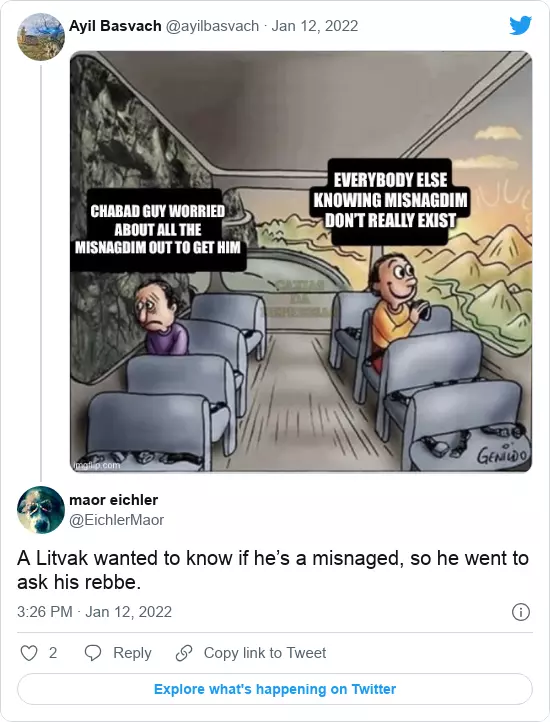 Ayil Basvach @ayilbasvach · Jan 12, 2022
CHABAD GUY WORRIED
ABOUT ALL THE
MISNAGDIM OUT TO GET HIM
EVERYBODY ELSE
KNOWING MISNAGDIM
DON'T REALLY EXIST
GENILDO
imgflip.com
maor eichler
@EichlerMaor
A Litvak wanted to know if he’s a misnaged, so he went to
ask his rebbe.
3:26 PM · Jan 12, 2022
2 Reply Copy link to Tweet
Explore what's happening on Twitter